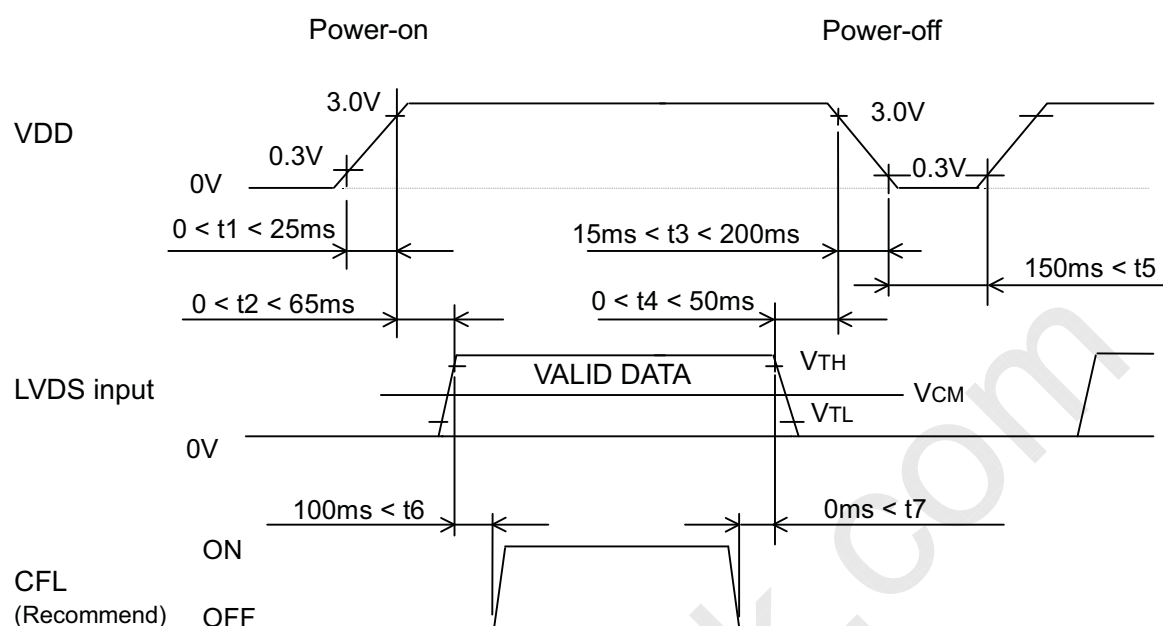 Power-on
Power-off
VDD
3.0V
3.0V
0.3V
0.3V
0V
0 < t1 < 25ms
15ms < t3 < 200ms
150ms < t5
0 < t2 < 65ms
0 < t4 < 50ms
LVDS input
VALID DATA
VTH
VCM
VTL
0V
100ms < t6
0ms < t7
ON
CFL
(Recommend)
OFF
k.com